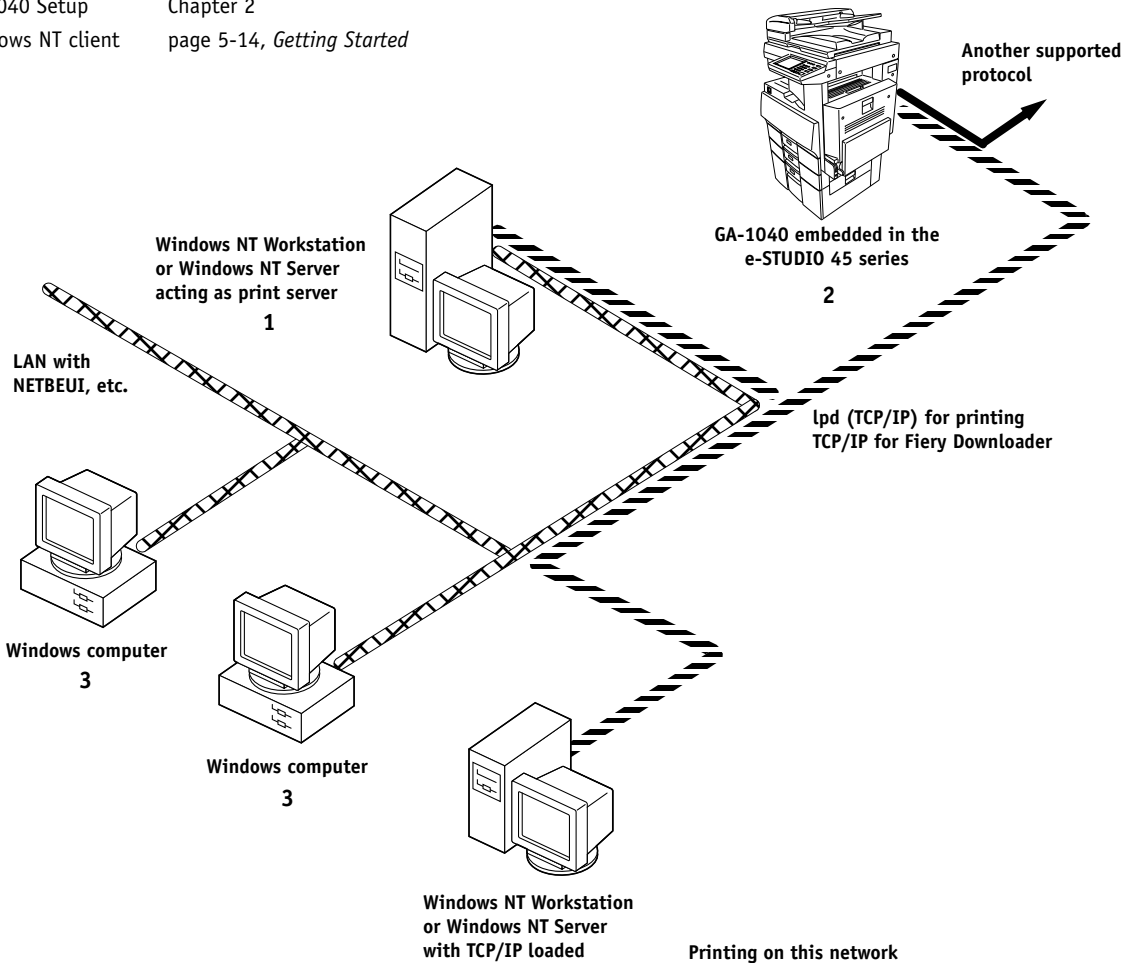 040 Setup Chapter 2
ows NT client page 5-14, Getting Started
Another supported
protocol
GA-1040 embedded in the
e-STUDIO 45 series
2
Windows NT Workstation
or Windows NT Server
acting as print server
1
LAN with
NETBEUI, etc.
lpd (TCP/IP) for printing
TCP/IP for Fiery Downloader
Windows computer
3
Windows computer
3
Windows NT Workstation
or Windows NT Server
with TCP/IP loaded
Printing on this network